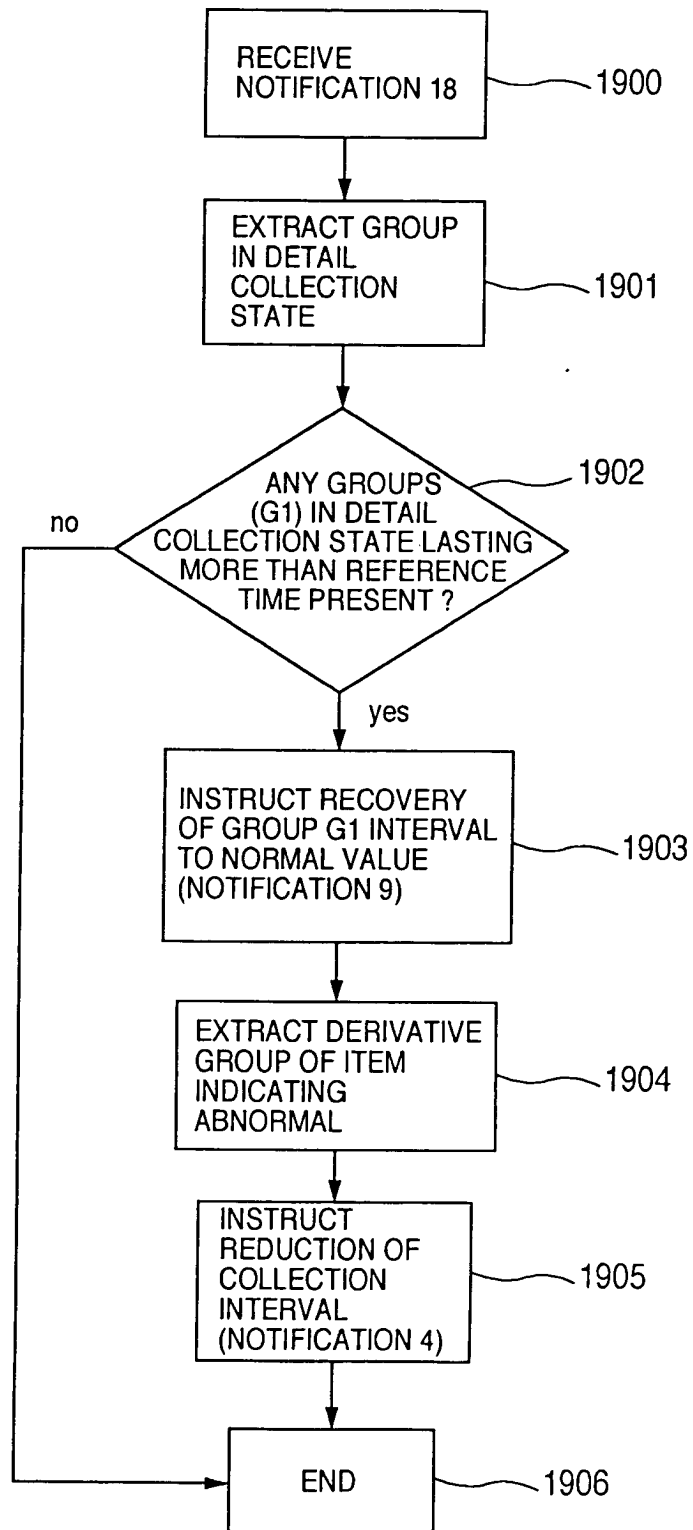 RECEIVE
NOTIFICATION 18
1900
EXTRACT GROUP
IN DETAIL
COLLECTION
STATE
1901
ANY GROUPS
(G1) IN DETAIL
COLLECTION STATE LASTING
MORE THAN REFERENCE
TIME PRESENT ?
1902
no
yes
INSTRUCT RECOVERY
OF GROUP G1 INTERVAL
TO NORMAL VALUE
(NOTIFICATION 9)
1903
EXTRACT DERIVATIVE
GROUP OF ITEM
INDICATING
ABNORMAL
1904
INSTRUCT
REDUCTION OF
COLLECTION
INTERVAL
(NOTIFICATION 4)
1905
END
1906